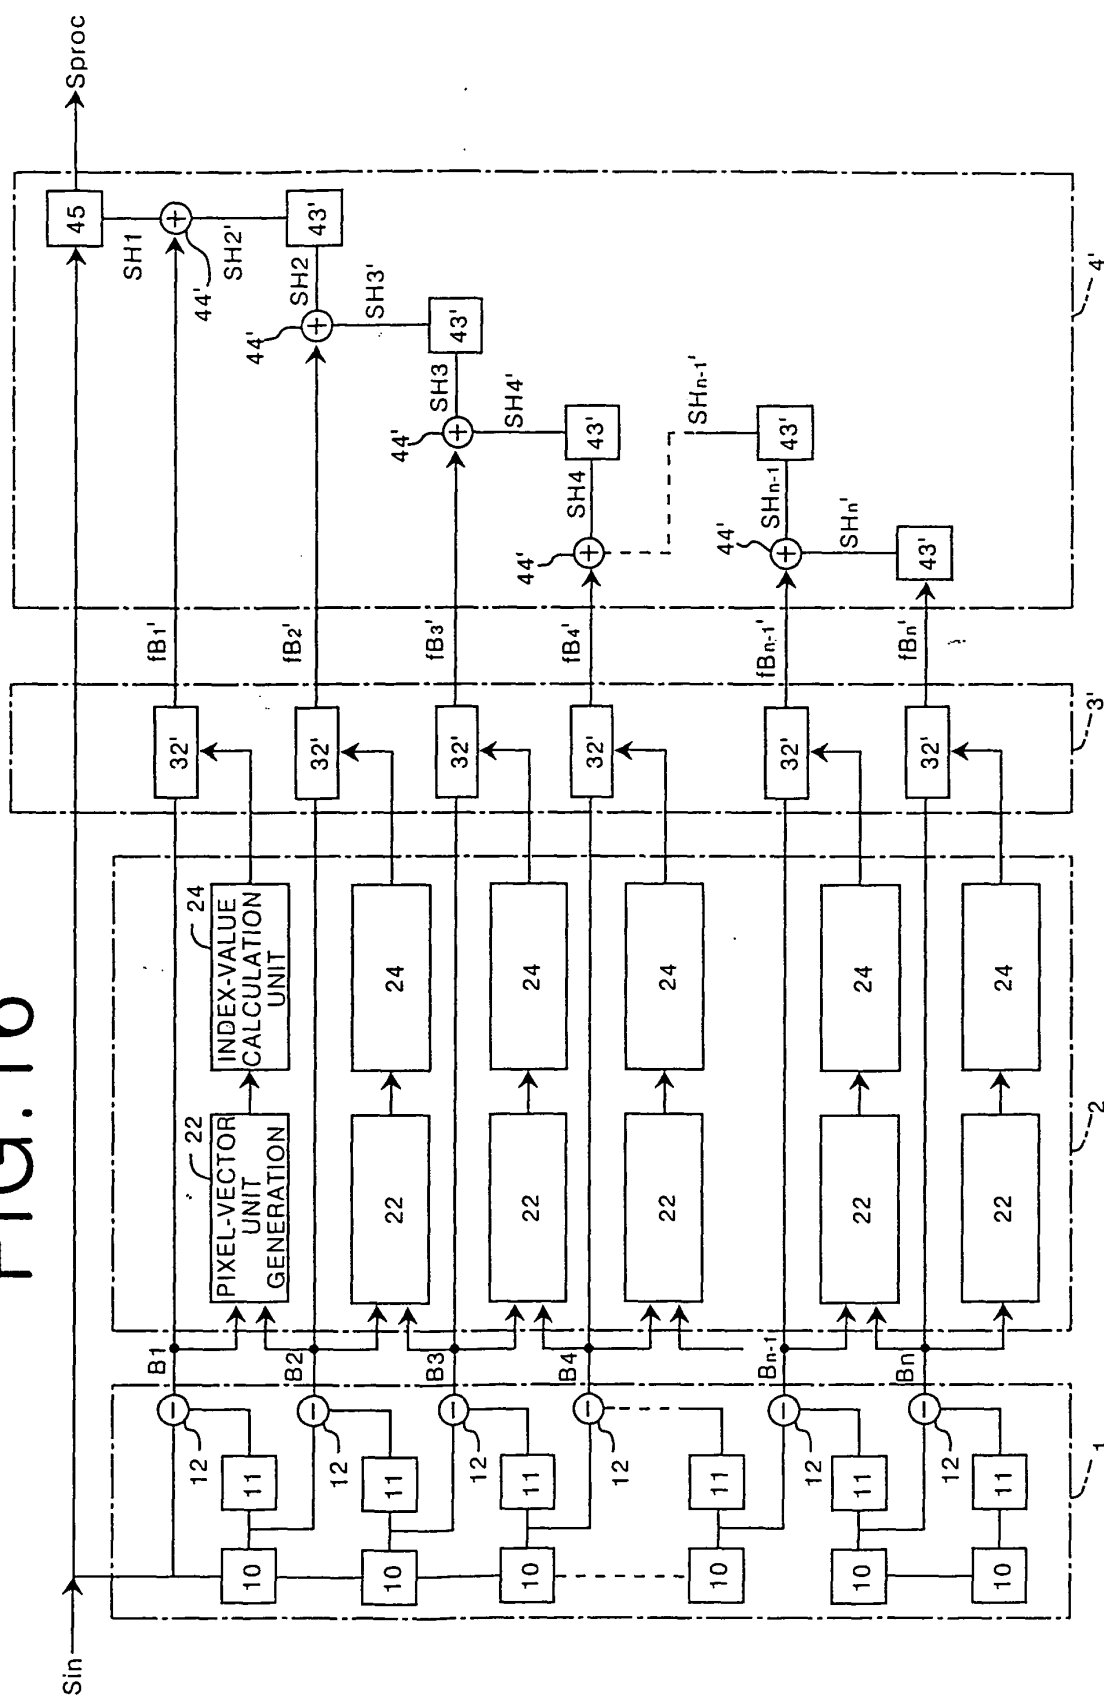 FIG.16
Sin
Sproc
45
SH1
B1
12
32'
fB1'
44'
SH2'
10
11
PIXEL-VECTOR
UNIT
GENERATION
22
INDEX-VALUE
CALCULATION
UNIT
24
B2
12
32'
fB2'
44'
SH2
43'
SH3'
10
11
22
24
B3
12
32'
fB3'
44'
SH3
43'
SH4'
10
11
22
24
B4
12
32'
fB4'
44'
SH4
43'
10
11
22
24
SHn-1'
Bn-1
12
32'
fBn-1'
44'
SHn-1
43'
SHn'
10
11
22
24
Bn
12
32'
fBn'
43'
10
11
22
24
1
2
3'
4'